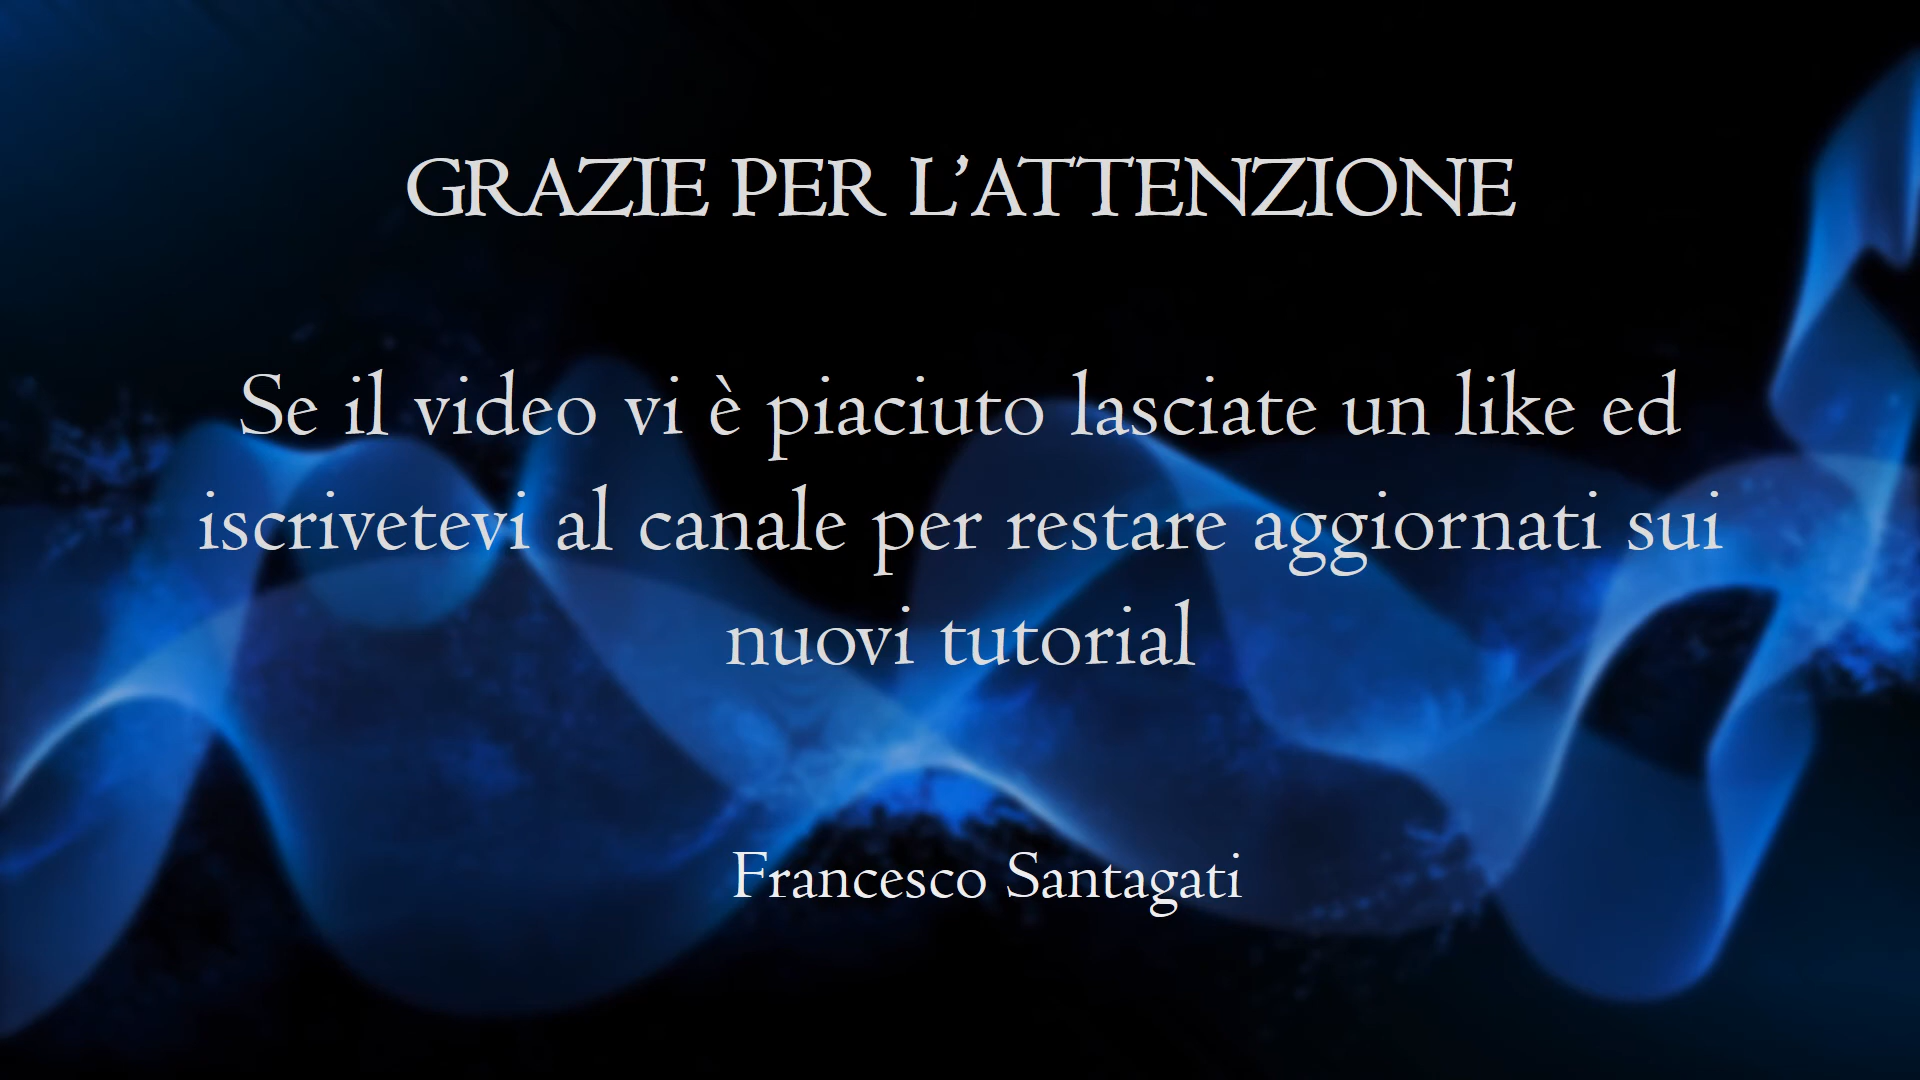 GRAZIE PER L’ATTENZIONE
Se il video vi è piaciuto lasciate un like ed
iscrivetevi al canale per restare aggiornati sui
nuovi tutorial
Francesco Santagati